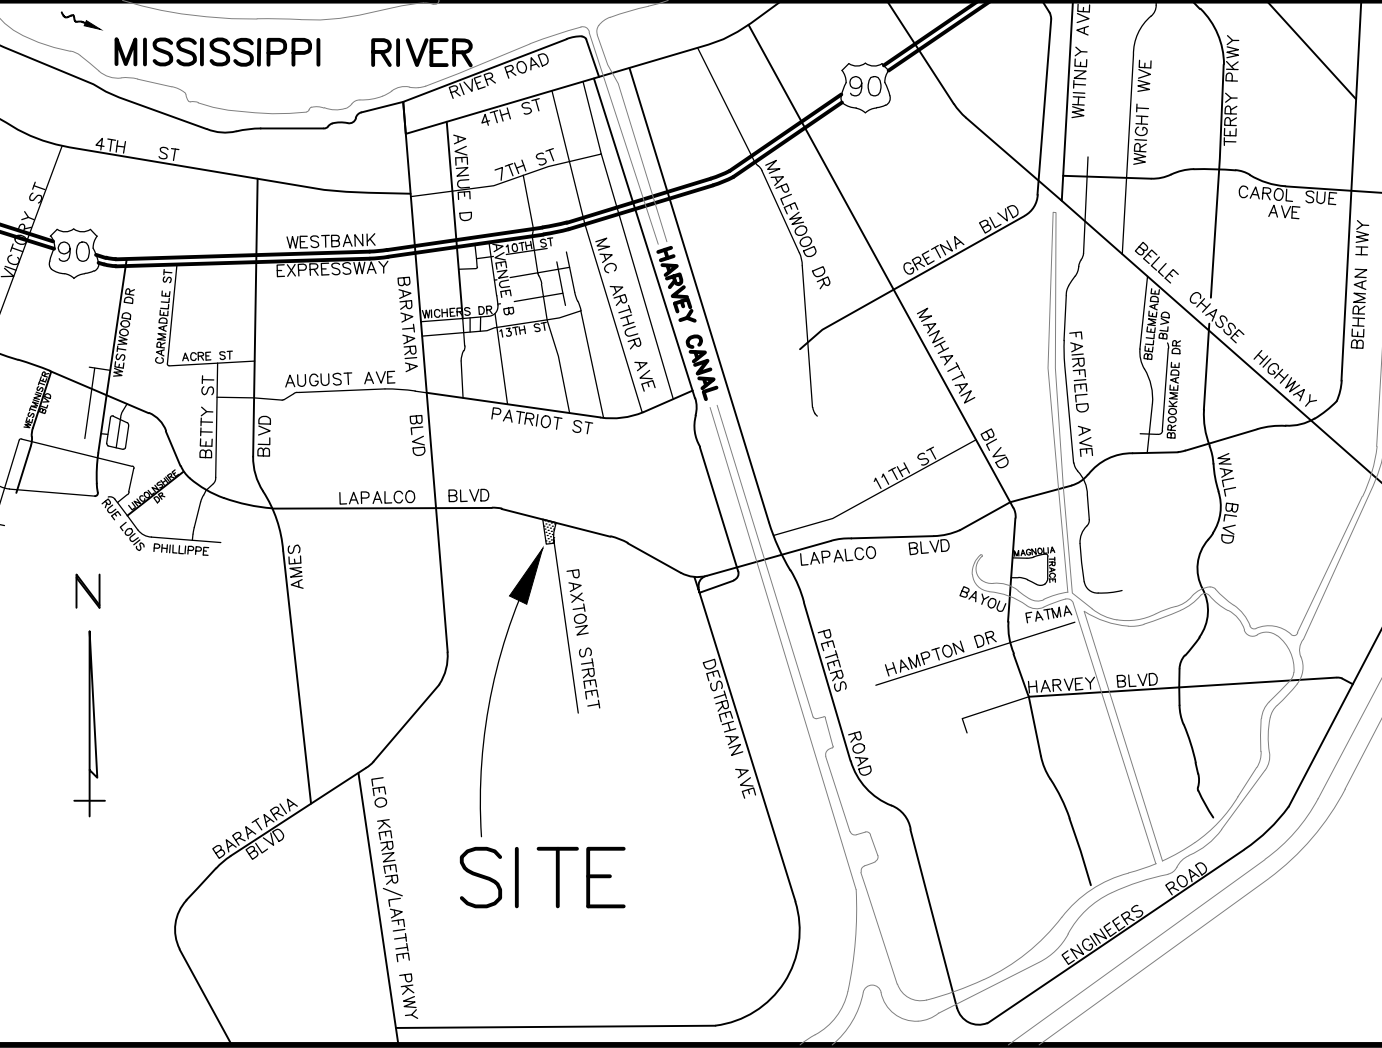 MISSISSIPPI RIVER
RIVER ROAD
4TH ST
4TH ST
7TH ST
AVENUE D
VICTORY ST
90
90
WESTBANK
EXPRESSWAY
10TH ST
AVENUE B
WICHERS DR
13TH ST
MAC ARTHUR AVE
HARVEY CANAL
MAPLEWOOD DR
GRETNA BLVD
WHITNEY AVE
WRIGHT WVE
TERRY PKWY
CAROL SUE
AVE
BEHRMAN HWY
BELLE CHASSE HIGHWAY
BELLEMEADE
BLVD
BROOKMEADE DR
FAIRFIELD AVE
MANHATTAN BLVD
WESTWOOD DR
CARMADELLE ST
ACRE ST
BETTY ST
AUGUST AVE
BARATARIA BLVD
PATRIOT ST
WESTMINISTER
BLVD
LINCOLNSHIRE
DR
RUE LOUIS PHILLIPPE
LAPALCO BLVD
AMES BLVD
11TH ST
WALL BLVD
LAPALCO BLVD
MAGNOLIA
TRACE
BAYOU FATMA
HAMPTON DR
HARVEY BLVD
N
PAXTON STREET
PETERS ROAD
DESTREHAN AVE
BARATARIA
BLVD
LEO KERNER/LAFITTE PKWY
SITE
ENGINEERS ROAD